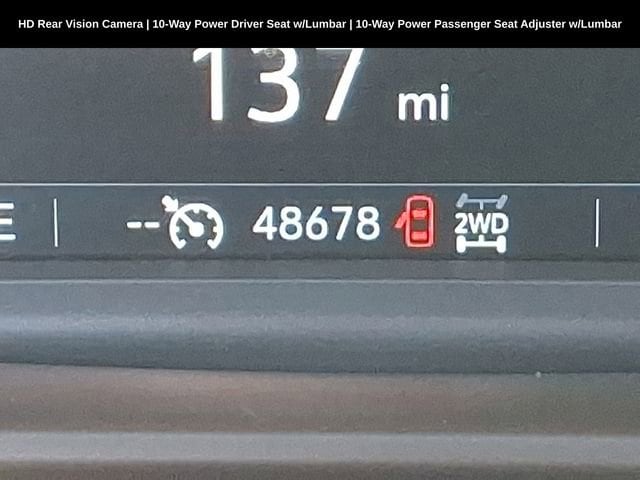 HD Rear Vision Camera | 10-Way Power Driver Seat w/Lumbar | 10-Way Power Passenger Seat Adjuster w/Lumbar
137 mi
E -- 48678 2WD